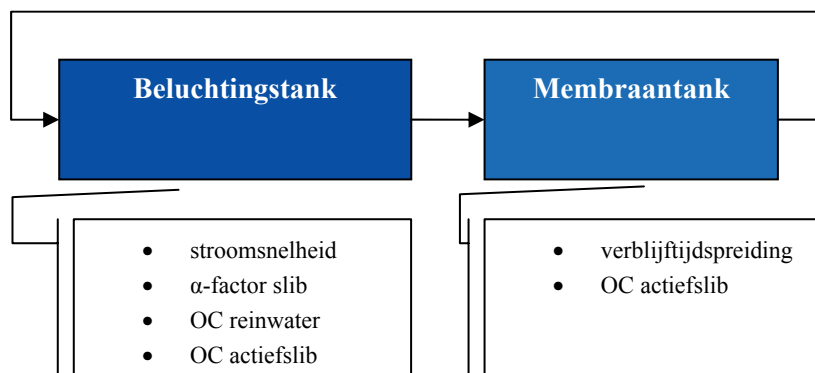 Beluchtingstank
Membraantank
• stroomsnelheid
• α-factor slib
• OC reinwater
• OC actiefslib
• verblijftijdspreiding
• OC actiefslib